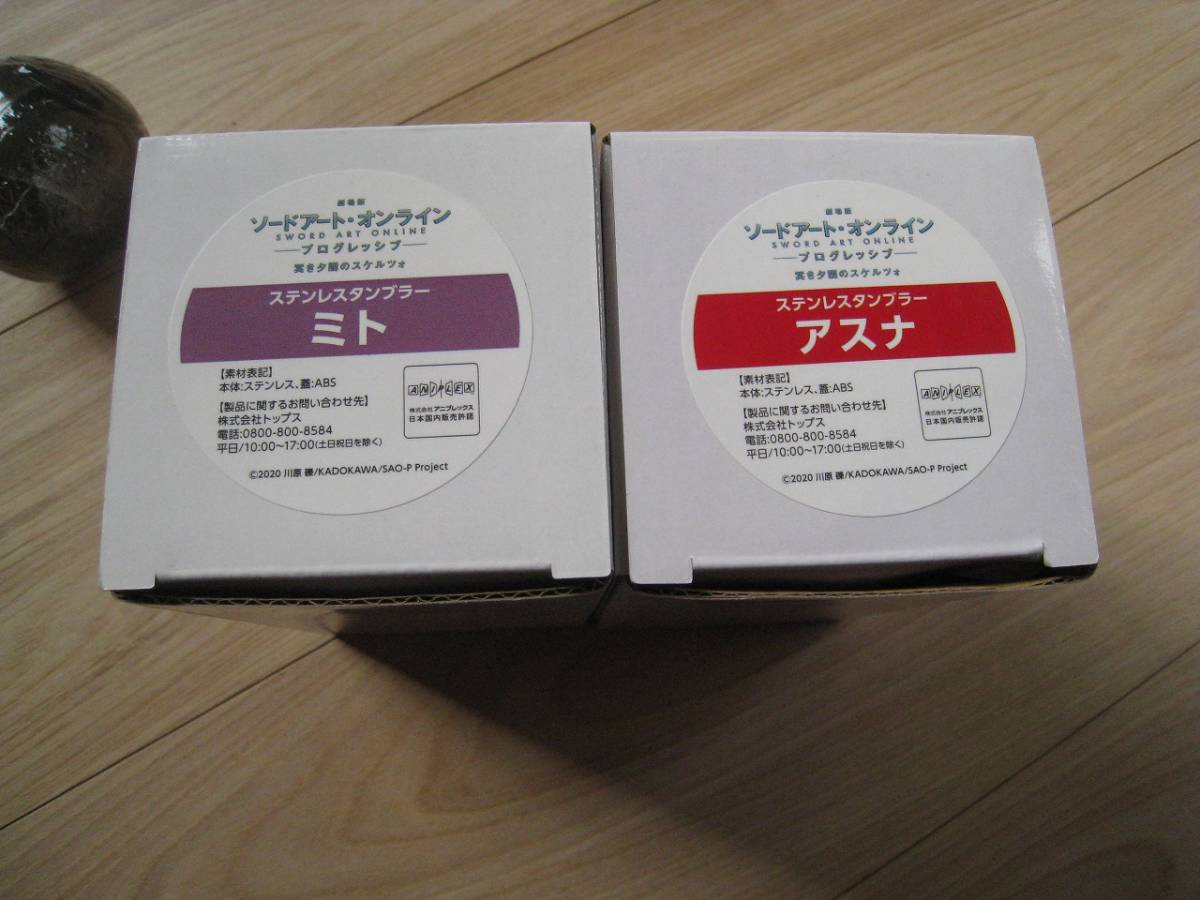 劇場版
ソードアート・オンライン
SWORD ART ONLINE
プログレッシブ
冥き夕闇のスケルツォ
ステンレスタンブラー
ミト
【素材表記】
本体:ステンレス、蓋:ABS
【製品に関するお問い合わせ先】
株式会社トップス
電話:0800-800-8584
平日/10:00~17:00(土日祝日を除く)
ANIPLEX
株式会社 アニプレックス
日本国内販売許諾
©2020 川原 礫/KADOKAWA/SAO-P Project
劇場版
ソードアート・オンライン
SWORD ART ONLINE
プログレッシブ
冥き夕闇のスケルツォ
ステンレスタンブラー
アスナ
【素材表記】
本体:ステンレス、蓋:ABS
【製品に関するお問い合わせ先】
株式会社トップス
電話:0800-800-8584
平日/10:00~17:00(土日祝日を除く)
ANIPLEX
株式会社 アニプレックス
日本国内販売許諾
©2020 川原 礫/KADOKAWA/SAO-P Project